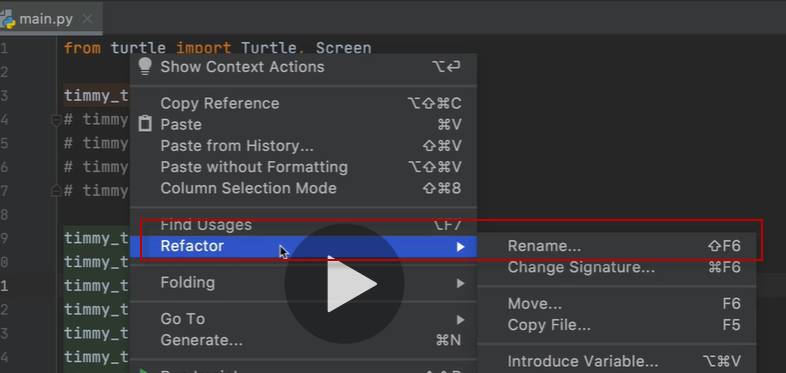 main.py
1 from turtle import Turtle, Screen
2
3 timmy_t
4 # timmy
5 # timmy
6 # timmy
7 # timmy
8
9 timmy_t
0 timmy_t
1 timmy_t
2 timmy_t
3 timmy_t
4 timmy_t
Show Context Actions ⌥⏎
Copy Reference ⌥⇧⌘C
Paste ⌘V
Paste from History... ⇧⌘V
Paste without Formatting ⌥⇧⌘V
Column Selection Mode ⇧⌘8
Find Usages ⌥F7
Refactor
Folding
Go To
Generate... ⌘N
Rename... ⇧F6
Change Signature... ⌘F6
Move... F6
Copy File... F5
Introduce Variable... ⌥⌘V